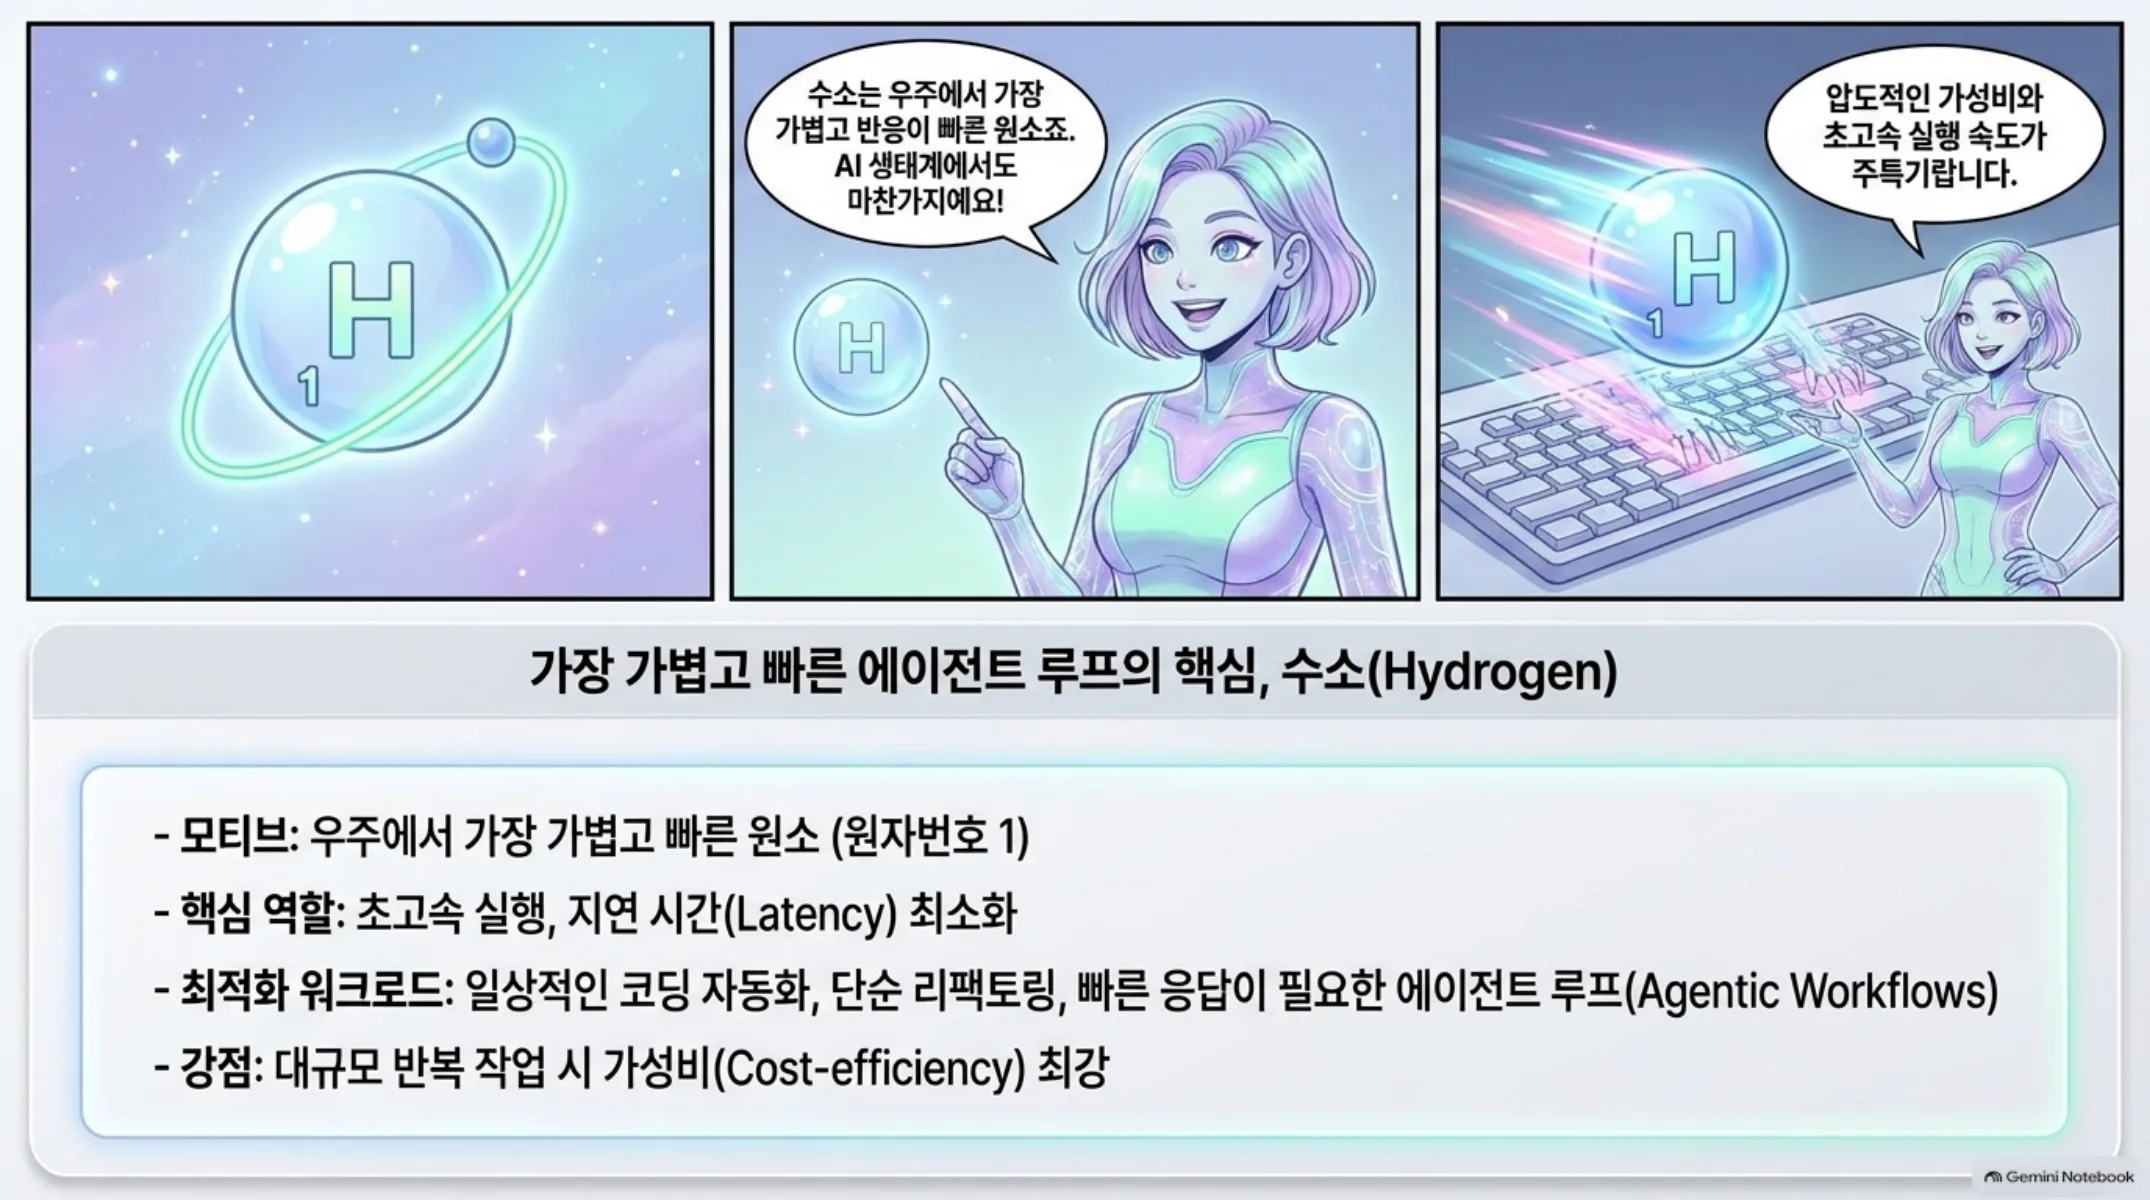 H
1
수소는 우주에서 가장
가볍고 반응이 빠른 원소죠.
AI 생태계에서도
마찬가지예요!
H
압도적인 가성비와
초고속 실행 속도가
주특기랍니다.
H
1
가장 가볍고 빠른 에이전트 루프의 핵심, 수소(Hydrogen)
- 모티브: 우주에서 가장 가볍고 빠른 원소 (원자번호 1)
- 핵심 역할: 초고속 실행, 지연 시간(Latency) 최소화
- 최적화 워크로드: 일상적인 코딩 자동화, 단순 리팩토링, 빠른 응답이 필요한 에이전트 루프(Agentic Workflows)
- 강점: 대규모 반복 작업 시 가성비(Cost-efficiency) 최강
Gemini Notebook